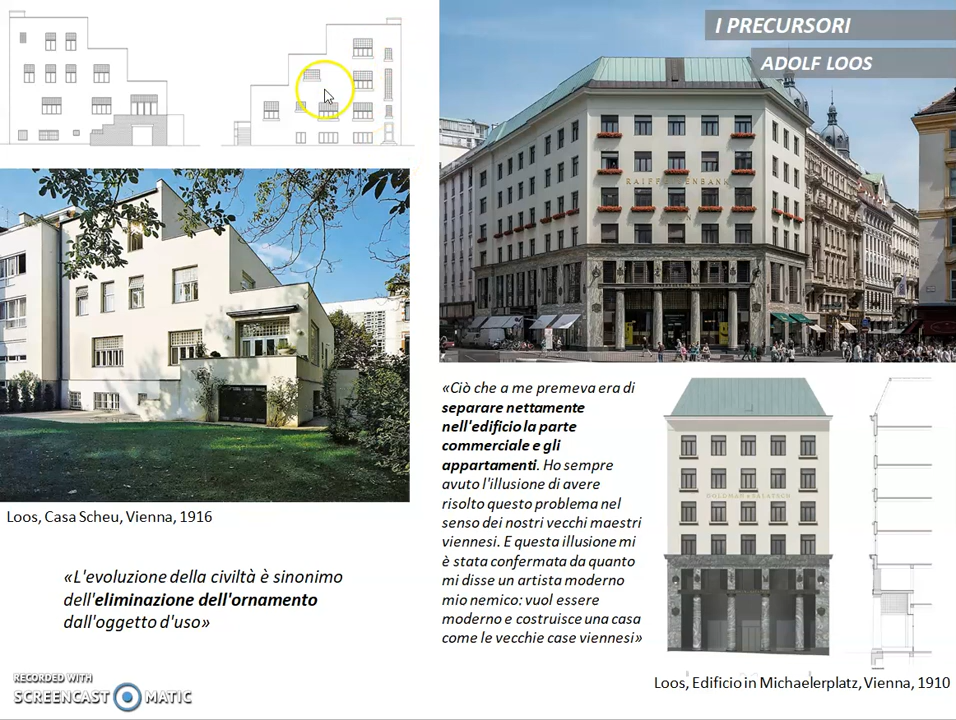 I PRECURSORI
ADOLF LOOS
RAIFFEISENBANK
Loos, Casa Scheu, Vienna, 1916
«L'evoluzione della civiltà è sinonimo
dell'eliminazione dell'ornamento
dall'oggetto d'uso»
«Ciò che a me premeva era di
separare nettamente
nell'edificio la parte
commerciale e gli
appartamenti. Ho sempre
avuto l'illusione di avere
risolto questo problema nel
senso dei nostri vecchi maestri
viennesi. E questa illusione mi
è stata confermata da quanto
mi disse un artista moderno
mio nemico: vuol essere
moderno e costruisce una casa
come le vecchie case viennesi»
Loos, Edificio in Michaelerplatz, Vienna, 1910
RECORDED WITH
SCREENCAST MATIC